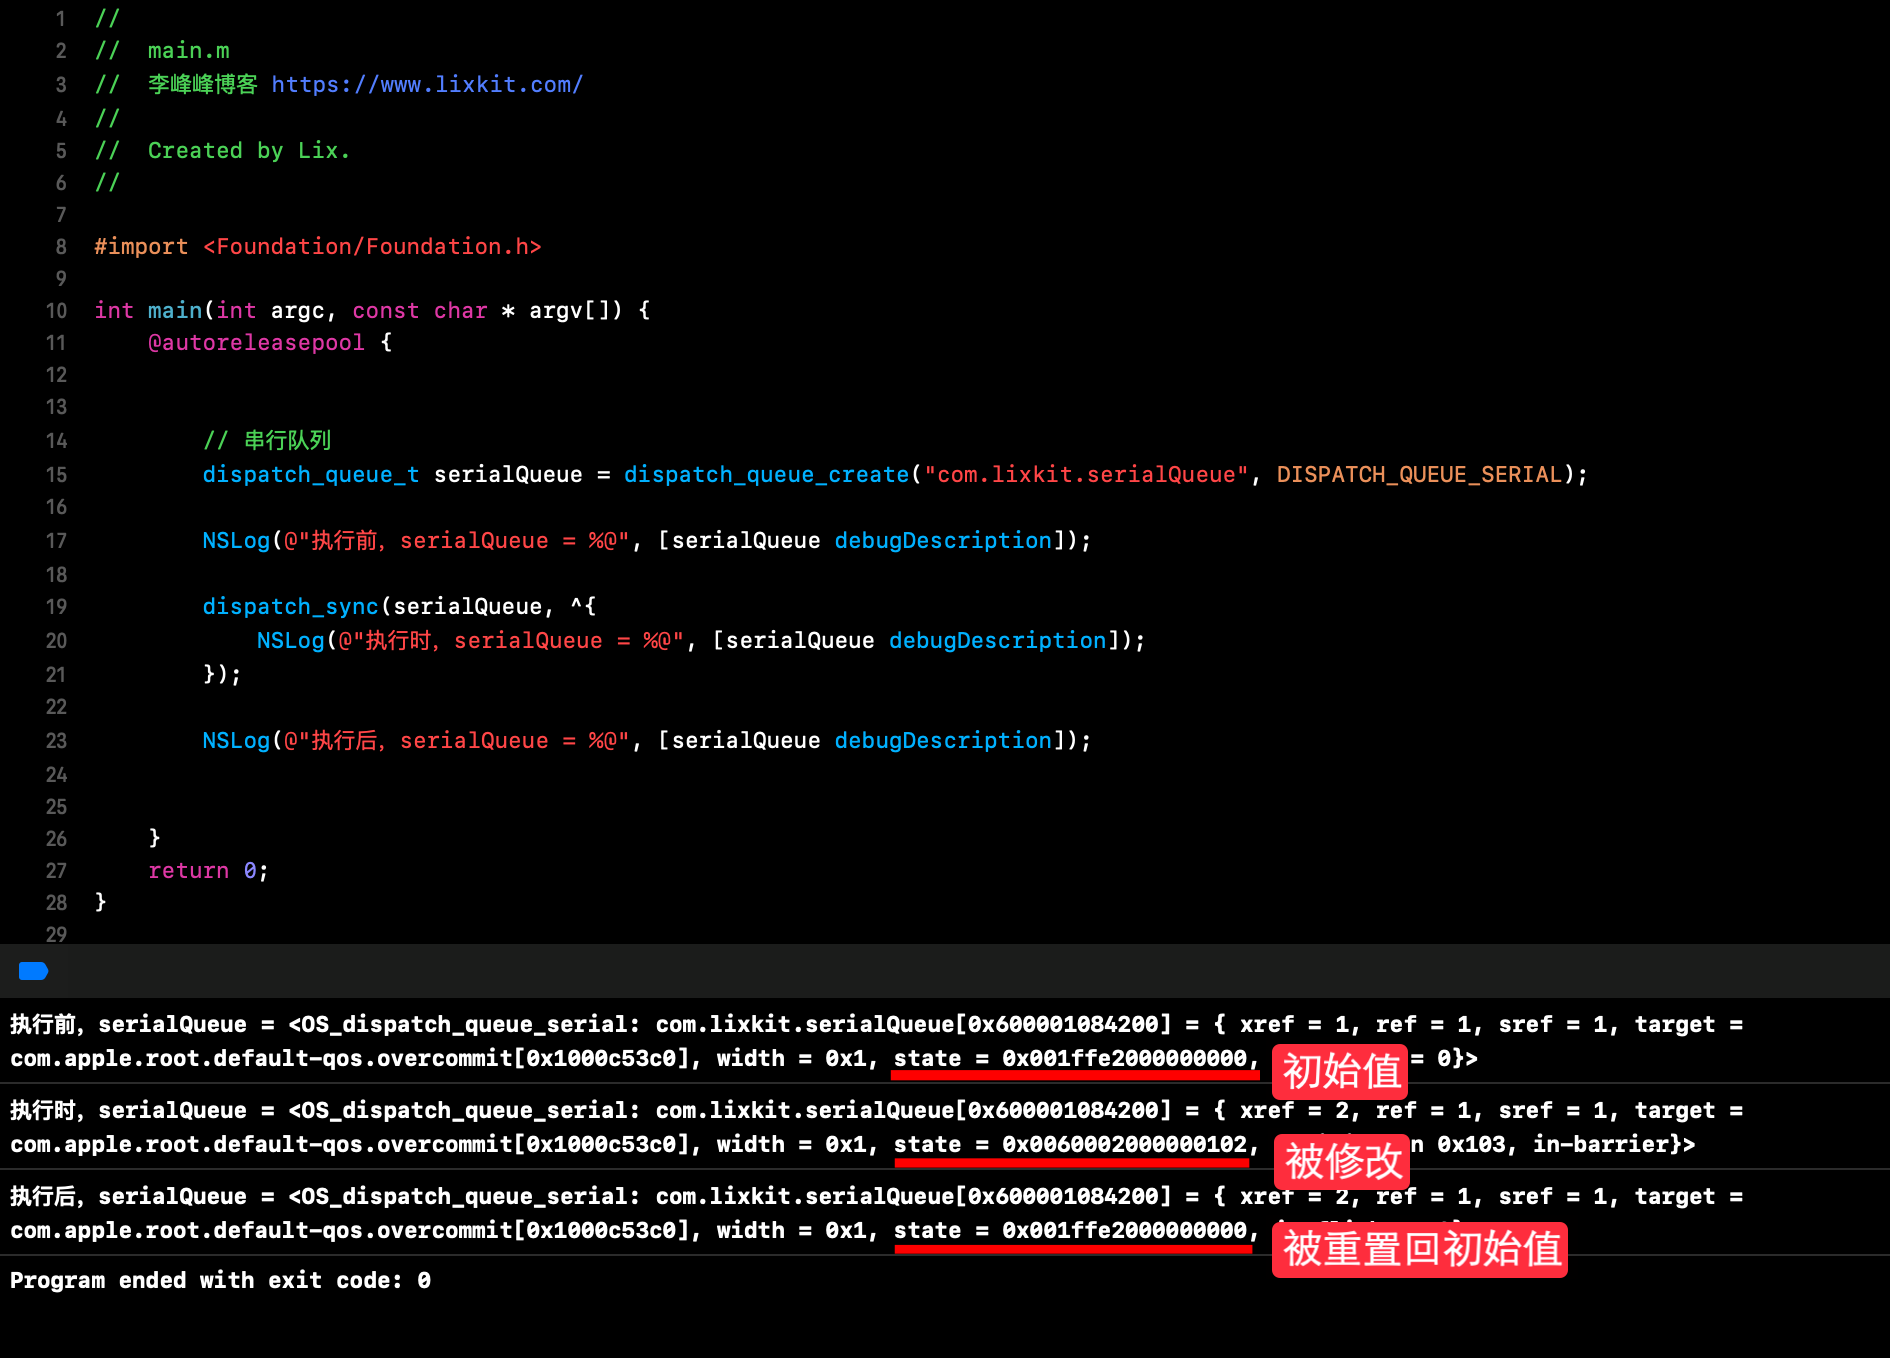 1 //
2 //  main.m
3 //  李峰峰博客 https://www.lixkit.com/
4 //
5 //  Created by Lix.
6 //
7
8 #import <Foundation/Foundation.h>
9
10 int main(int argc, const char * argv[]) {
11     @autoreleasepool {
12
13
14         // 串行队列
15         dispatch_queue_t serialQueue = dispatch_queue_create("com.lixkit.serialQueue", DISPATCH_QUEUE_SERIAL);
16
17         NSLog(@"执行前，serialQueue = %@", [serialQueue debugDescription]);
18
19         dispatch_sync(serialQueue, ^{
20             NSLog(@"执行时，serialQueue = %@", [serialQueue debugDescription]);
21         });
22
23         NSLog(@"执行后，serialQueue = %@", [serialQueue debugDescription]);
24
25
26     }
27     return 0;
28 }
29
执行前，serialQueue = <OS_dispatch_queue_serial: com.lixkit.serialQueue[0x600001084200] = { xref = 1, ref = 1, sref = 1, target =
com.apple.root.default-qos.overcommit[0x1000c53c0], width = 0x1, state = 0x001ffe2000000000, 初始值 = 0}>
执行时，serialQueue = <OS_dispatch_queue_serial: com.lixkit.serialQueue[0x600001084200] = { xref = 2, ref = 1, sref = 1, target =
com.apple.root.default-qos.overcommit[0x1000c53c0], width = 0x1, state = 0x0060002000000102, 被修改 0x103, in-barrier}>
执行后，serialQueue = <OS_dispatch_queue_serial: com.lixkit.serialQueue[0x600001084200] = { xref = 2, ref = 1, sref = 1, target =
com.apple.root.default-qos.overcommit[0x1000c53c0], width = 0x1, state = 0x001ffe2000000000, 被重置回初始值
Program ended with exit code: 0